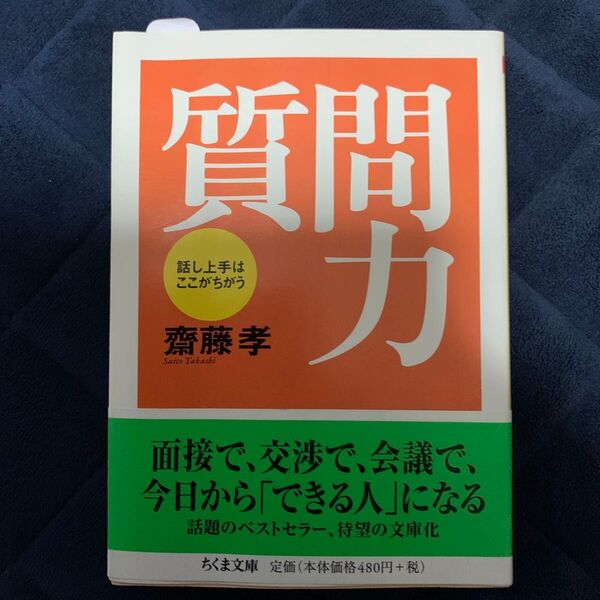 質問力
話し上手は
ここがちがう
齋藤孝
Saito Takashi
面接で、交渉で、会議で、
今日から「できる人」になる
話題のベストセラー、待望の文庫化
ちくま文庫 定価(本体価格480円+税)